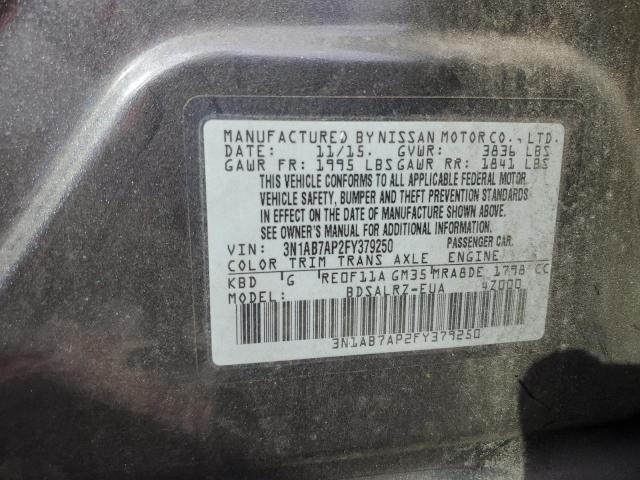 MANUFACTURED BY NISSAN MOTOR CO., LTD.
DATE: 11/15. GVWR: 3836 LBS
GAWR FR: 1995 LBS GAWR RR: 1841 LBS
THIS VEHICLE CONFORMS TO ALL APPLICABLE FEDERAL MOTOR
VEHICLE SAFETY, BUMPER AND THEFT PREVENTION STANDARDS
IN EFFECT ON THE DATE OF MANUFACTURE SHOWN ABOVE.
SEE OWNER'S MANUAL FOR ADDITIONAL INFORMATION.
VIN: 3N1AB7AP2FY379250 PASSENGER CAR.
COLOR TRIM TRANS AXLE ENGINE
KBD G RE0F11A GM35 MRA8DE 1798 CC
MODEL: BDSALRZ-EUA 4Z000
3N1AB7AP2FY379250